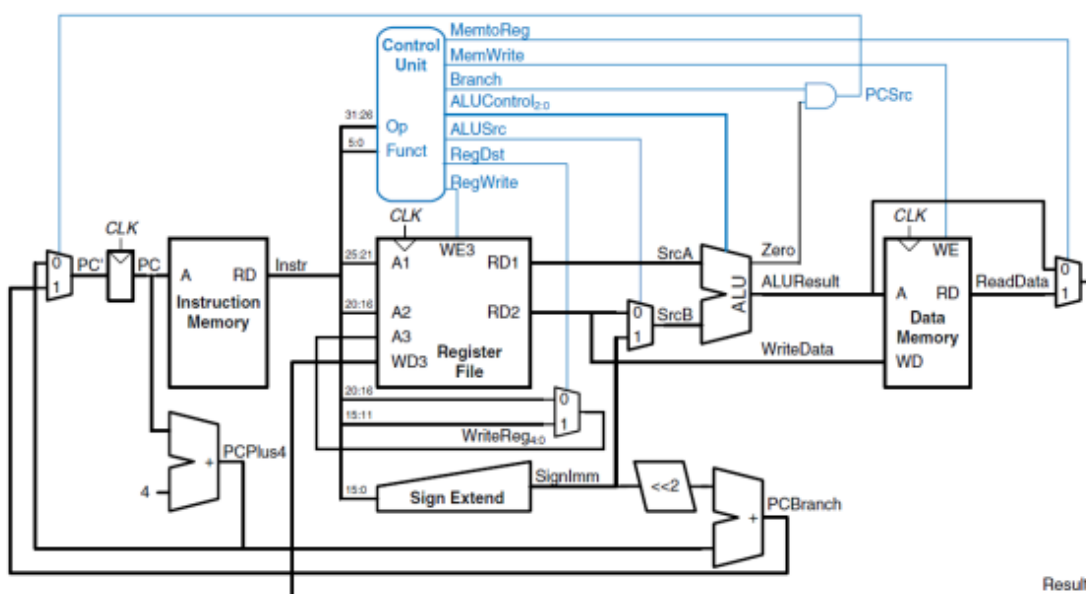 MemtoReg
Control Unit
MemWrite
Branch
ALUControl2:0
PCSrc
31:26
Op
ALUSrc
5:0
Funct
RegDst
RegWrite
CLK
CLK
CLK
0
1
PC'
PC
A
RD
Instruction Memory
Instr
25:21
A1
WE3
RD1
SrcA
Zero
WE
20:16
A2
RD2
0
1
SrcB
ALU
ALUResult
A
RD
ReadData
0
1
A3
Data Memory
WD3
Register File
WriteData
WD
20:16
0
15:11
1
WriteReg4:0
PCPlus4
+
4
15:0
Sign Extend
SignImm
<<2
+
PCBranch
Result